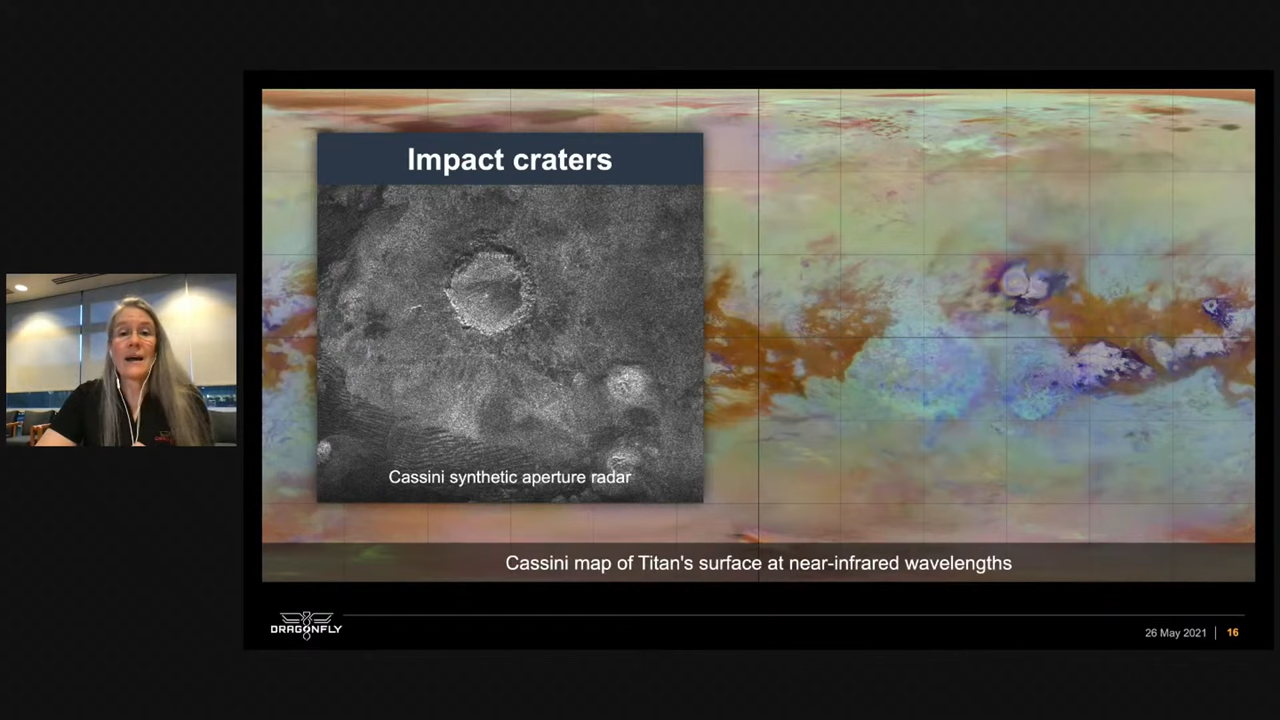 Impact craters
Cassini synthetic aperture radar
Cassini map of Titan's surface at near-infrared wavelengths
DRAGONFLY
26 May 2021 | 16